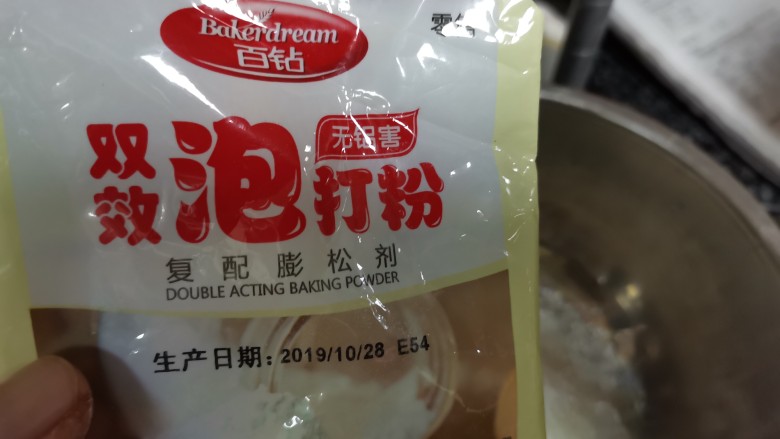 Bakerdream
百钻
双效泡打粉
无铝害
复配膨松剂
DOUBLE ACTING BAKING POWDER
生产日期：2019/10/28 E54